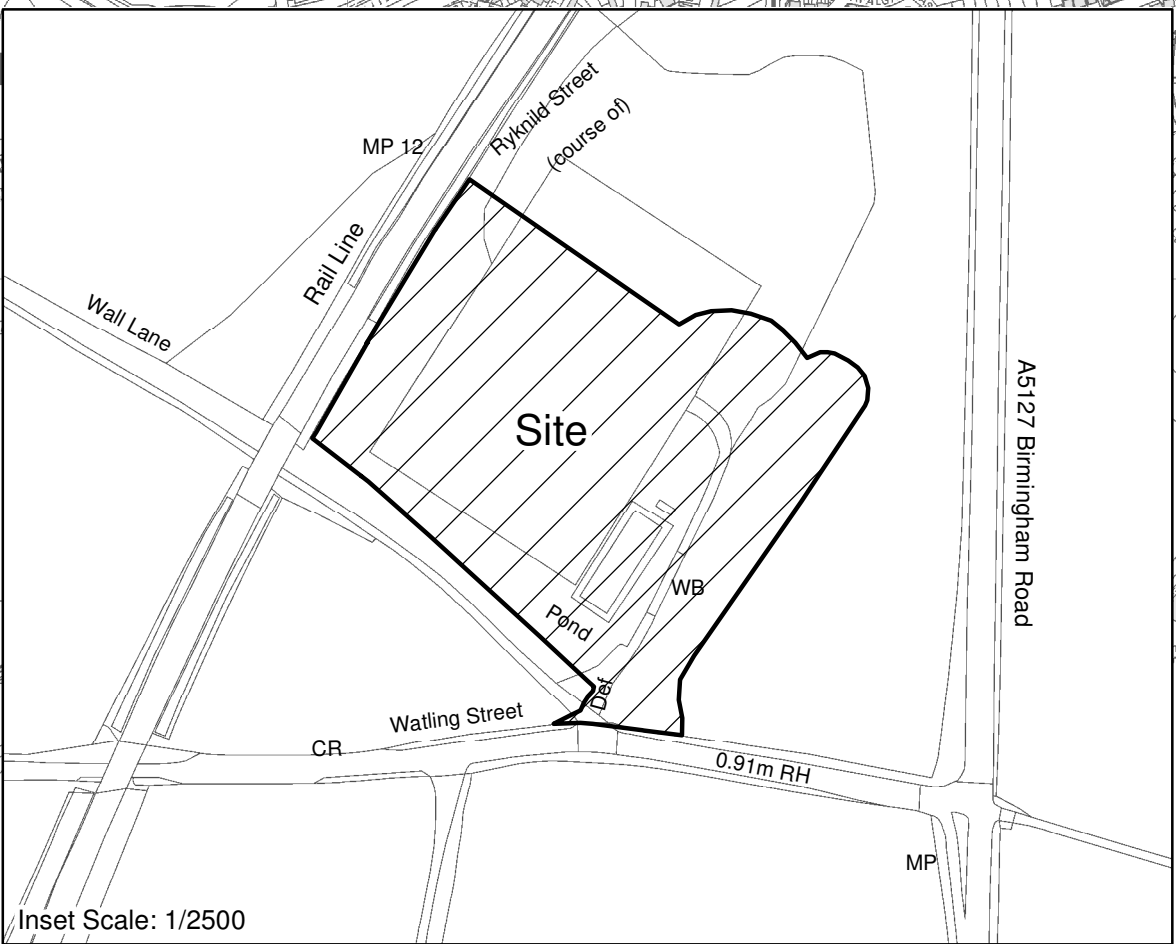 Ryknild Street
(course of)
MP 12
Rail Line
Wall Lane
A5127 Birmingham Road
Site
WB
Pond
Def
Watling Street
CR
0.91m RH
MP
Inset Scale: 1/2500